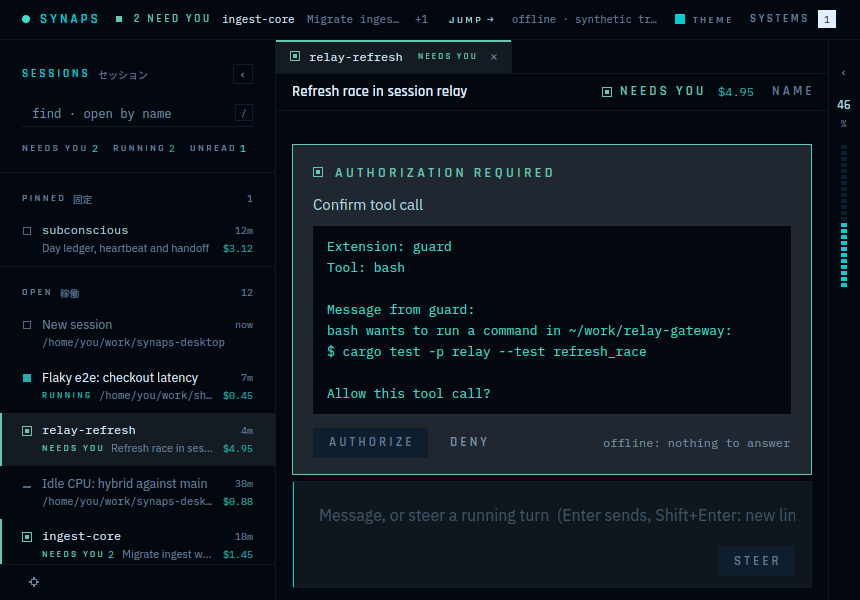 SYNAPS
2 NEED YOU ingest-core Migrate inges… +1 JUMP → offline · synthetic tr… THEME SYSTEMS 1
SESSIONS セッション ‹
find · open by name /
NEEDS YOU 2 RUNNING 2 UNREAD 1
PINNED 固定 1
subconscious 12m
Day ledger, heartbeat and handoff $3.12
OPEN 稼働 12
New session now
/home/you/work/synaps-desktop
Flaky e2e: checkout latency 7m
RUNNING /home/you/work/sh… $0.45
relay-refresh 4m
NEEDS YOU Refresh race in ses… $4.95
Idle CPU: hybrid against main 38m
/home/you/work/synaps-desk… $0.88
ingest-core 18m
NEEDS YOU 2 Migrate ingest w… $1.45
relay-refresh NEEDS YOU ×
Refresh race in session relay NEEDS YOU $4.95 NAME
AUTHORIZATION REQUIRED
Confirm tool call
Extension: guard
Tool: bash
Message from guard:
bash wants to run a command in ~/work/relay-gateway:
$ cargo test -p relay --test refresh_race
Allow this tool call?
AUTHORIZE DENY offline: nothing to answer
Message, or steer a running turn (Enter sends, Shift+Enter: new lin
STEER
‹
46
%